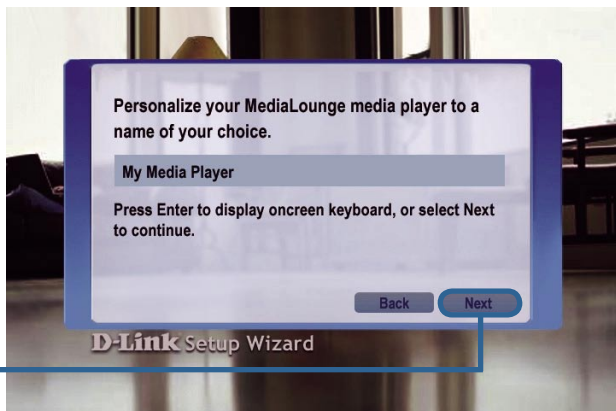 Personalize your MediaLounge media player to a
name of your choice.
My Media Player
Press Enter to display oncreen keyboard, or select Next
to continue.
Back Next
D-Link Setup Wizard